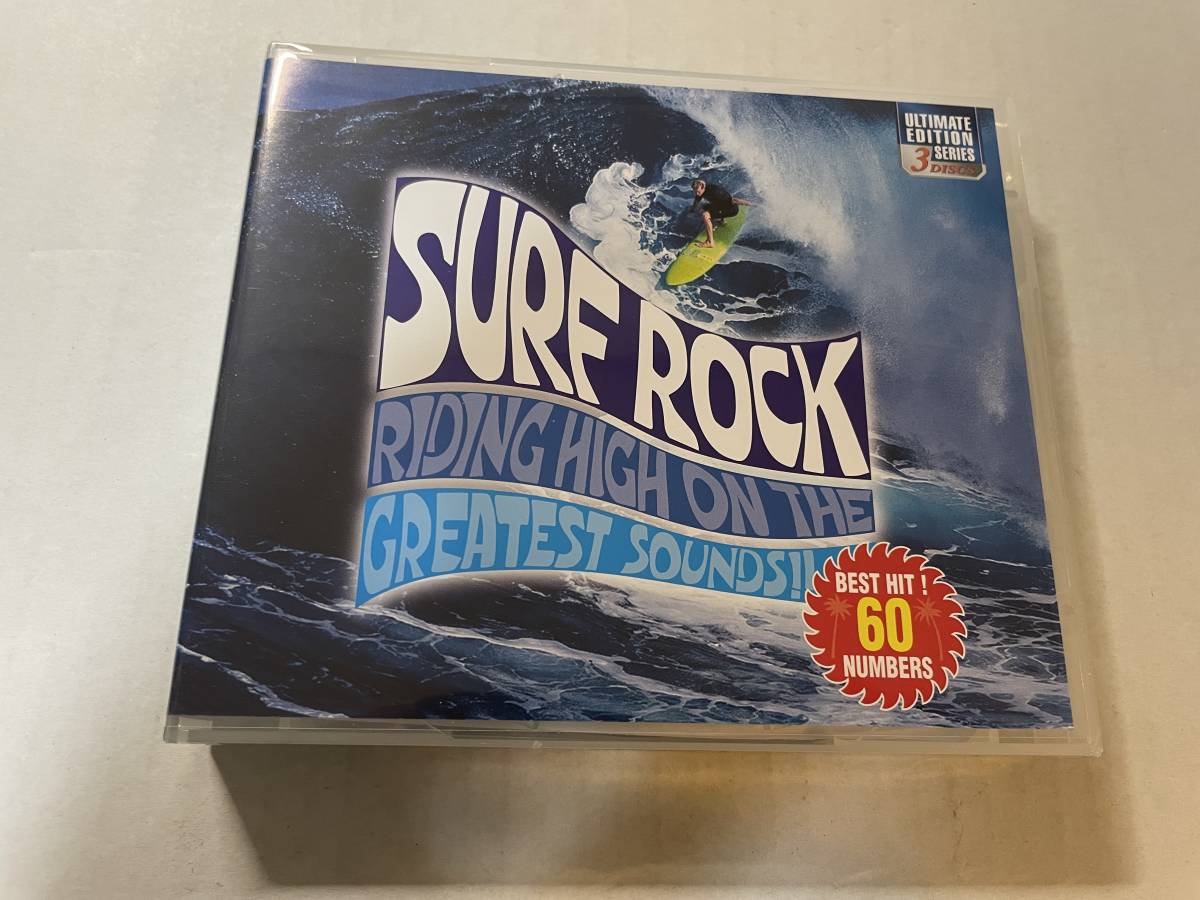 ULTIMATE
EDITION
SERIES
3 DISCS
SURF ROCK
RIDING HIGH ON THE
GREATEST SOUNDS!!
BEST HIT !
60
NUMBERS